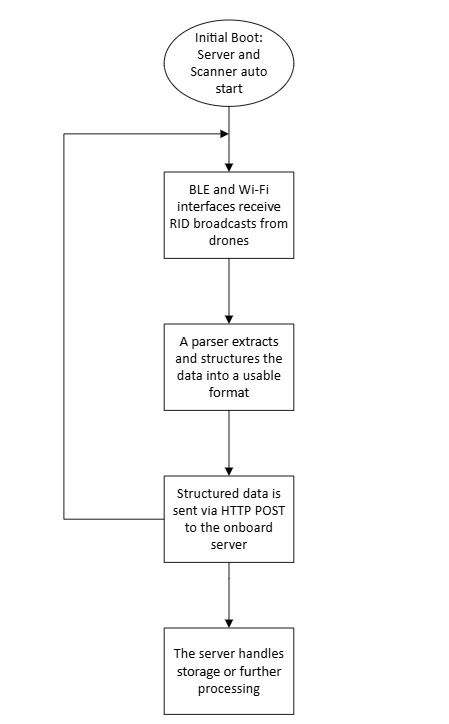 Initial Boot:
Server and
Scanner auto
start
BLE and Wi-Fi
interfaces receive
RID broadcasts from
drones
A parser extracts
and structures the
data into a usable
format
Structured data is
sent via HTTP POST
to the onboard
server
The server handles
storage or further
processing